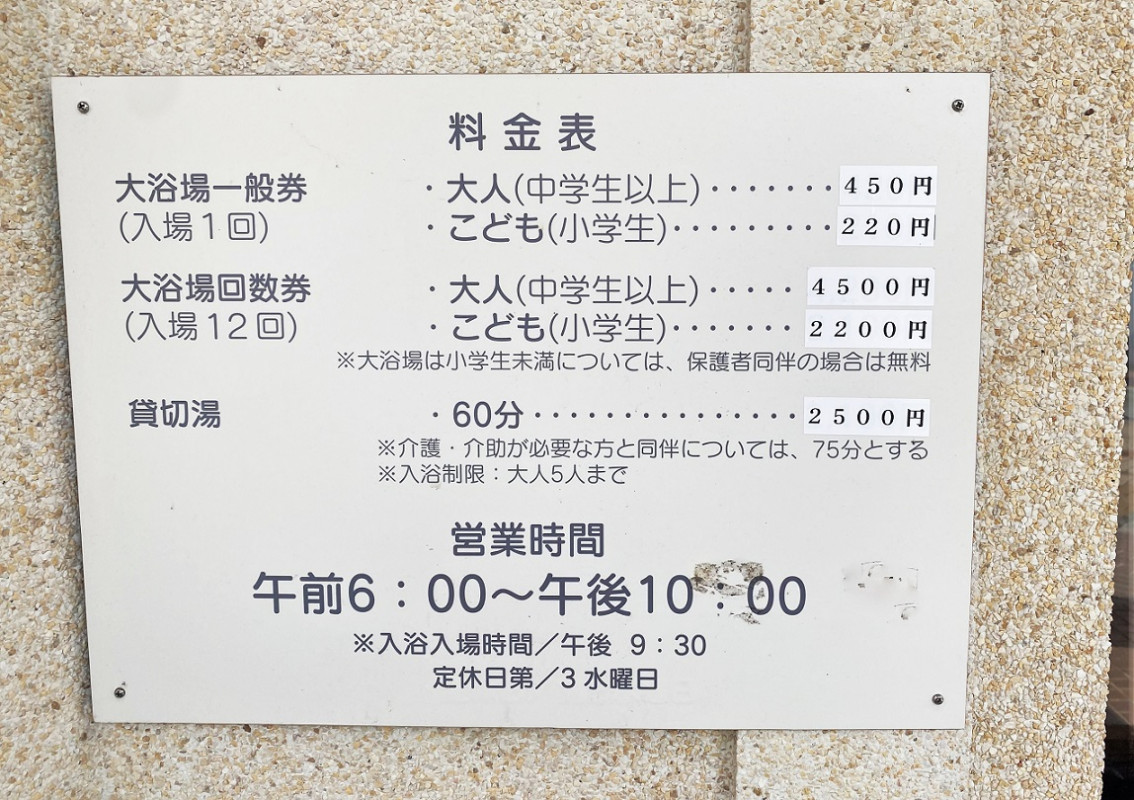 料金表
大浴場一般券 ・大人(中学生以上)・・・・・・・450円
(入場1回) ・こども(小学生)・・・・・・・・・220円
大浴場回数券 ・大人(中学生以上)・・・・・4500円
(入場12回) ・こども(小学生)・・・・・・・2200円
※大浴場は小学生未満については、保護者同伴の場合は無料
貸切湯 ・60分・・・・・・・・・・・・・・・2500円
※介護・介助が必要な方と同伴については、75分とする
※入浴制限:大人5人まで
営業時間
午前6:00〜午後10:00
※入浴入場時間/午後 9:30
定休日第/3水曜日